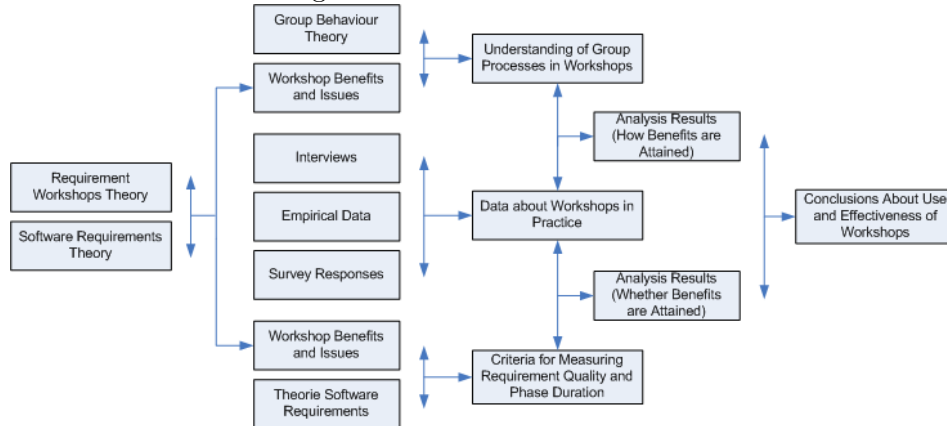 Group Behaviour
Theory
Understanding of Group
Processes in Workshops
Workshop Benefits
and Issues
Analysis Results
(How Benefits are
Attained)
Interviews
Requirement
Workshops Theory
Empirical Data
Data about Workshops in
Practice
Conclusions About Use
and Effectiveness of
Workshops
Software Requirements
Theory
Survey Responses
Analysis Results
(Whether Benefits
are Attained)
Workshop Benefits
and Issues
Criteria for Measuring
Requirement Quality and
Phase Duration
Theorie Software
Requirements